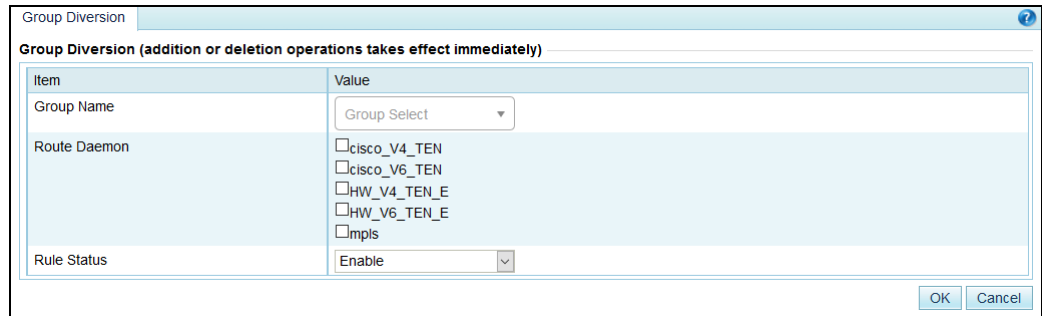 Group Diversion
?
Group Diversion (addition or deletion operations takes effect immediately)
Item Value
Group Name Group Select
Route Daemon cisco_V4_TEN
cisco_V6_TEN
HW_V4_TEN_E
HW_V6_TEN_E
mpls
Rule Status Enable
OK Cancel